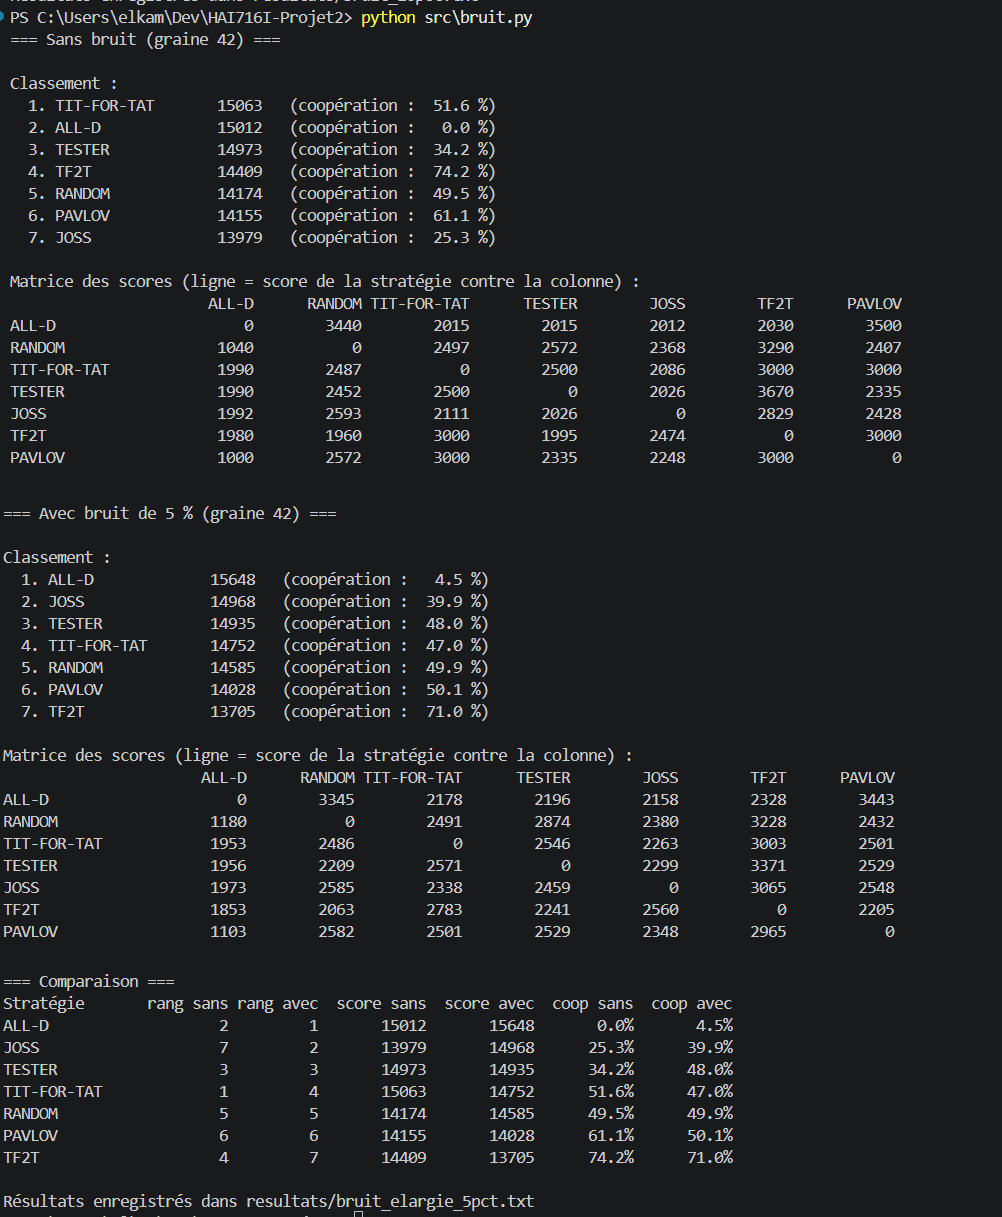 PS C:\Users\elkam\Dev\HAI716I-Projet2> python src\bruit.py
=== Sans bruit (graine 42) ===
Classement :
1. TIT-FOR-TAT 15063 (coopération : 51.6 %)
2. ALL-D 15012 (coopération : 0.0 %)
3. TESTER 14973 (coopération : 34.2 %)
4. TF2T 14409 (coopération : 74.2 %)
5. RANDOM 14174 (coopération : 49.5 %)
6. PAVLOV 14155 (coopération : 61.1 %)
7. JOSS 13979 (coopération : 25.3 %)
Matrice des scores (ligne = score de la stratégie contre la colonne) :
ALL-D RANDOM TIT-FOR-TAT TESTER JOSS TF2T PAVLOV
ALL-D 0 3440 2015 2015 2012 2030 3500
RANDOM 1040 0 2497 2572 2368 3290 2407
TIT-FOR-TAT 1990 2487 0 2500 2086 3000 3000
TESTER 1990 2452 2500 0 2026 3670 2335
JOSS 1992 2593 2111 2026 0 2829 2428
TF2T 1980 1960 3000 1995 2474 0 3000
PAVLOV 1000 2572 3000 2335 2248 3000 0
=== Avec bruit de 5 % (graine 42) ===
Classement :
1. ALL-D 15648 (coopération : 4.5 %)
2. JOSS 14968 (coopération : 39.9 %)
3. TESTER 14935 (coopération : 48.0 %)
4. TIT-FOR-TAT 14752 (coopération : 47.0 %)
5. RANDOM 14585 (coopération : 49.9 %)
6. PAVLOV 14028 (coopération : 50.1 %)
7. TF2T 13705 (coopération : 71.0 %)
Matrice des scores (ligne = score de la stratégie contre la colonne) :
ALL-D RANDOM TIT-FOR-TAT TESTER JOSS TF2T PAVLOV
ALL-D 0 3345 2178 2196 2158 2328 3443
RANDOM 1180 0 2491 2874 2380 3228 2432
TIT-FOR-TAT 1953 2486 0 2546 2263 3003 2501
TESTER 1956 2209 2571 0 2299 3371 2529
JOSS 1973 2585 2338 2459 0 3065 2548
TF2T 1853 2063 2783 2241 2560 0 2205
PAVLOV 1103 2582 2501 2529 2348 2965 0
=== Comparaison ===
Stratégie rang sans rang avec score sans score avec coop sans coop avec
ALL-D 2 1 15012 15648 0.0% 4.5%
JOSS 7 2 13979 14968 25.3% 39.9%
TESTER 3 3 14973 14935 34.2% 48.0%
TIT-FOR-TAT 1 4 15063 14752 51.6% 47.0%
RANDOM 5 5 14174 14585 49.5% 49.9%
PAVLOV 6 6 14155 14028 61.1% 50.1%
TF2T 4 7 14409 13705 74.2% 71.0%
Résultats enregistrés dans resultats/bruit_elargie_5pct.txt